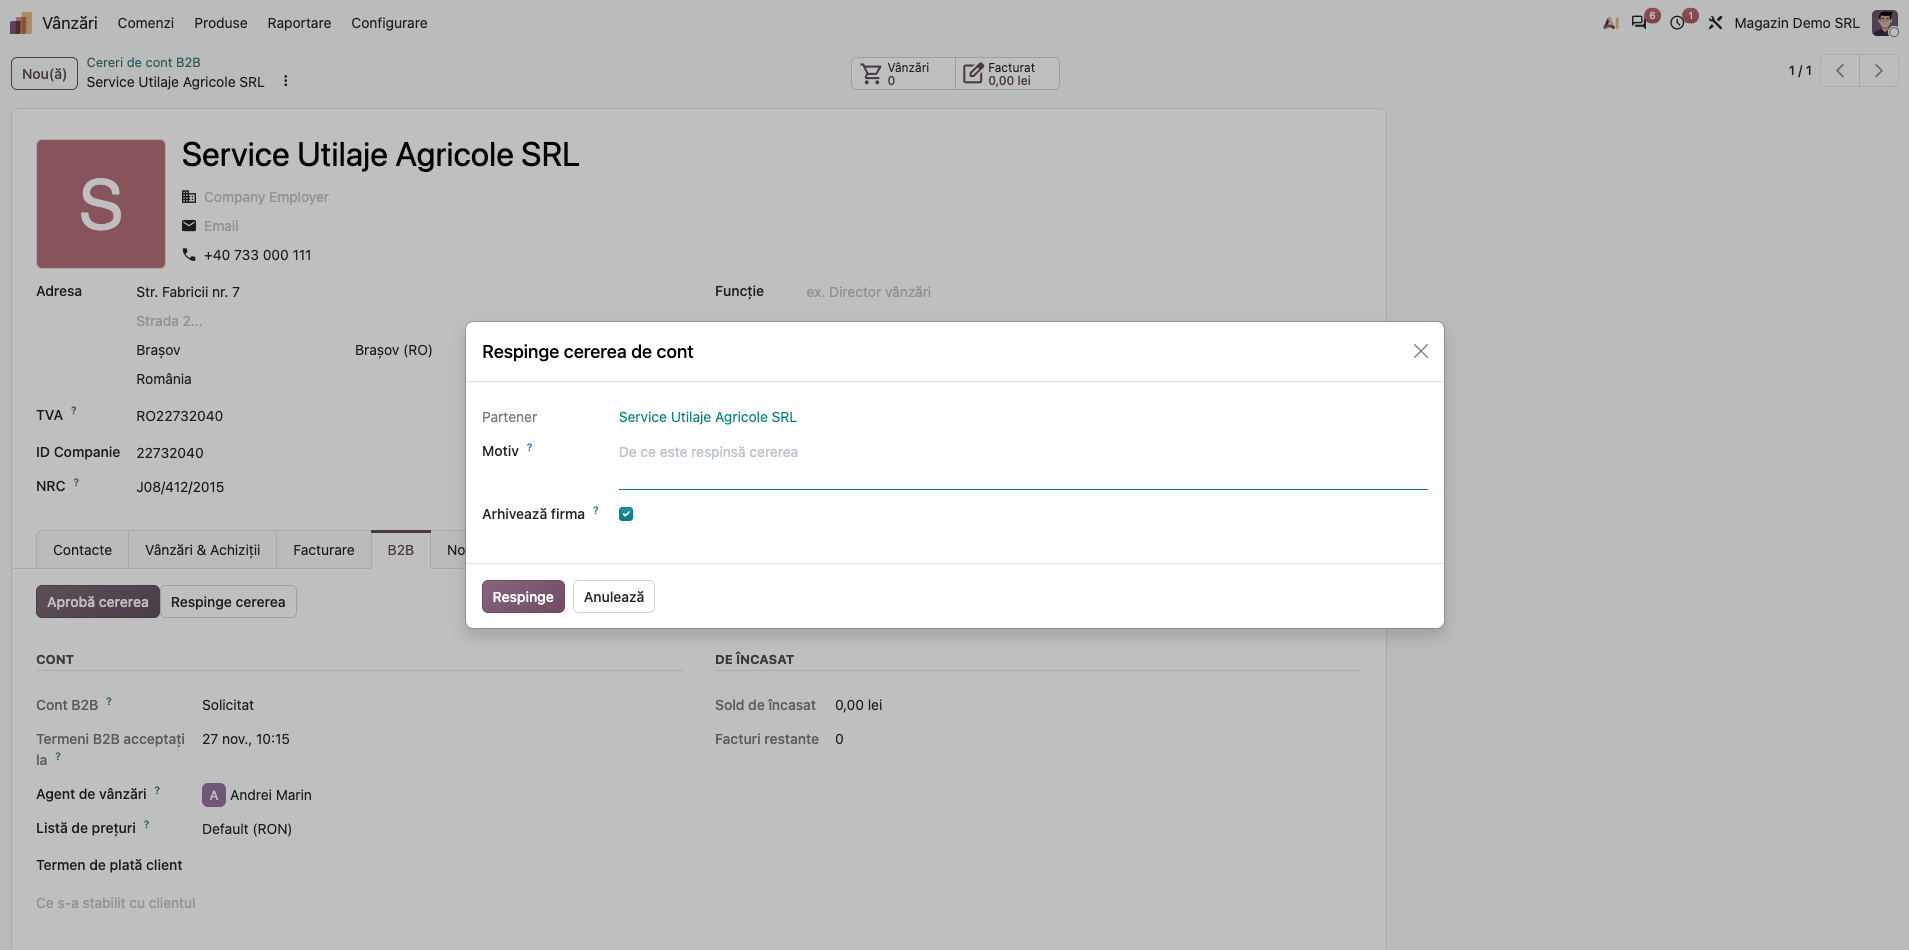 Vânzări Comenzi Produse Raportare Configurare
AI 6 1 Magazin Demo SRL
Nou(ă)
Cereri de cont B2B
Service Utilaje Agricole SRL
Vânzări
0
Facturat
0,00 lei
1 / 1
S
Service Utilaje Agricole SRL
Company Employer
Email
+40 733 000 111
Adresa
Str. Fabricii nr. 7
Strada 2...
Brașov Brașov (RO)
România
Funcție ex. Director vânzări
TVA ? RO22732040
ID Companie 22732040
NRC ? J08/412/2015
Respinge cererea de cont
Partener Service Utilaje Agricole SRL
Motiv ? De ce este respinsă cererea
Arhivează firma ?
Respinge Anulează
Contacte Vânzări & Achiziții Facturare B2B No
Aprobă cererea Respinge cererea
CONT
Cont B2B ? Solicitat
Termeni B2B acceptați
la ? 27 nov., 10:15
Agent de vânzări ? A Andrei Marin
Listă de prețuri ? Default (RON)
Termen de plată client
Ce s-a stabilit cu clientul
DE ÎNCASAT
Sold de încasat 0,00 lei
Facturi restante 0